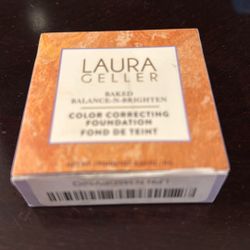 LAURA
GELLER
BAKED
BALANCE-N-BRIGHTEN
COLOR CORRECTING
FOUNDATION
FOND DE TEINT